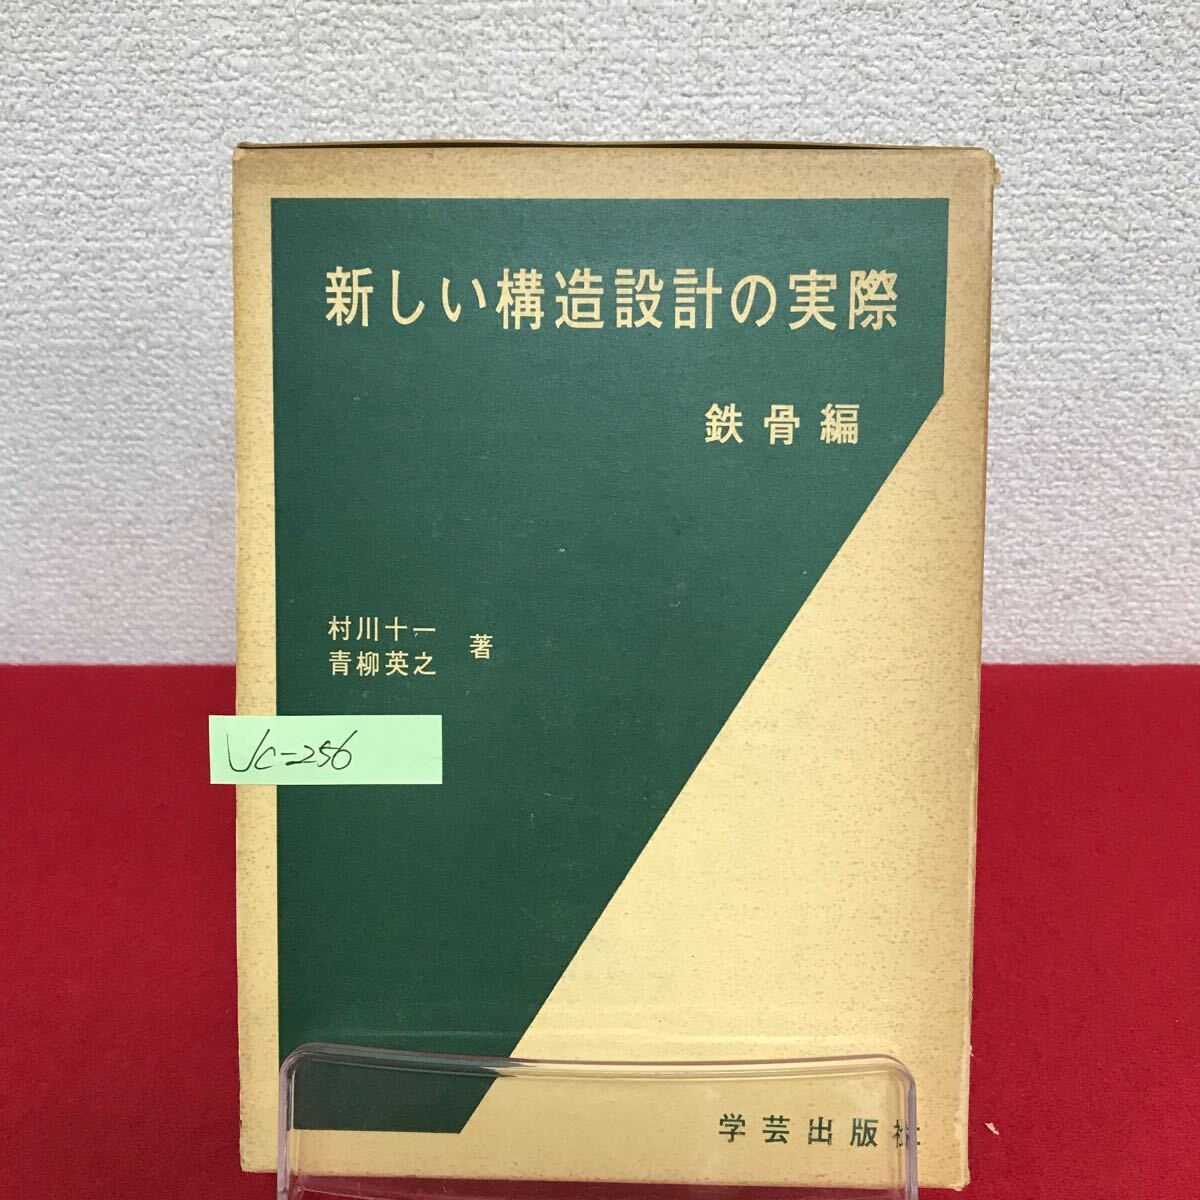 新しい構造設計の実際
鉄骨編
村川十一
青柳英之
著
Jc-256
学芸出版社